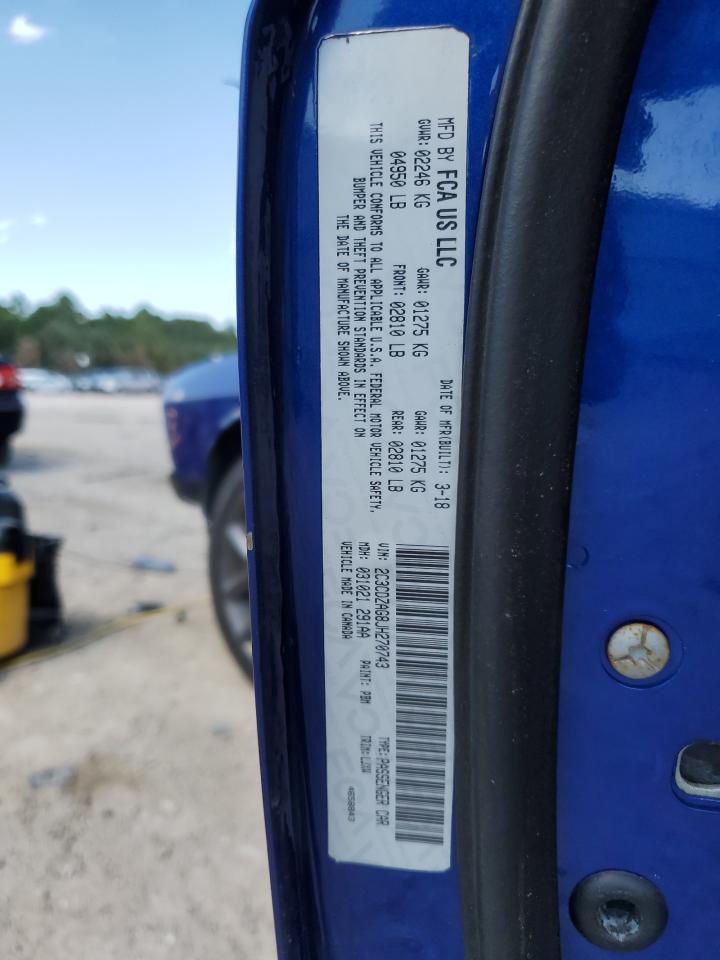 MFD BY FCA US LLC
DATE OF MFR(BUILT): 3-18
GVWR: 02246 KG
GAWR: 01275 KG
GAWR: 01275 KG
04950 LB
FRONT: 02810 LB
REAR: 02810 LB
THIS VEHICLE CONFORMS TO ALL APPLICABLE U.S.A. FEDERAL MOTOR VEHICLE SAFETY,
BUMPER AND THEFT PREVENTION STANDARDS IN EFFECT ON
THE DATE OF MANUFACTURE SHOWN ABOVE.
VIN: 2C3CDZAG8JH270743
TYPE: PASSENGER CAR
MDH: 031021 291AA
PAINT: PBM
TRIM:
VEHICLE MADE IN CANADA